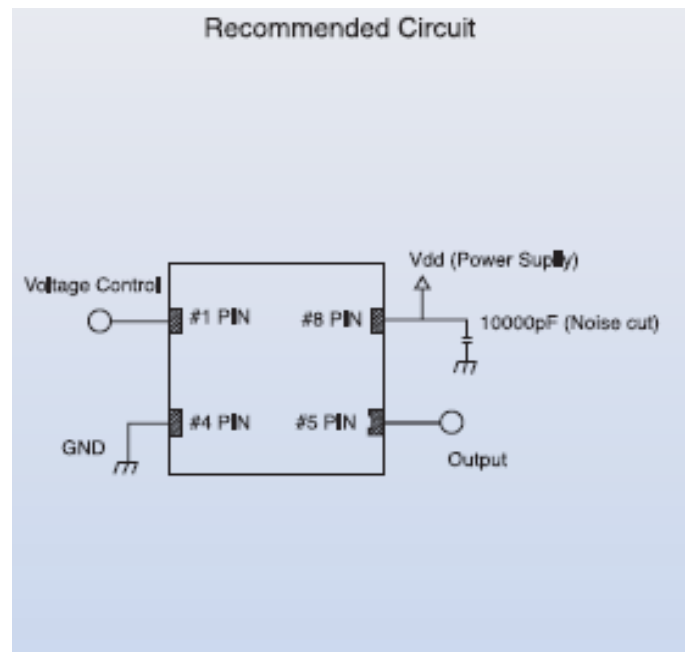 Recommended Circuit
Vdd (Power Supply)
Voltage Control
#1 PIN
#8 PIN
10000pF (Noise cut)
#4 PIN
#5 PIN
GND
Output